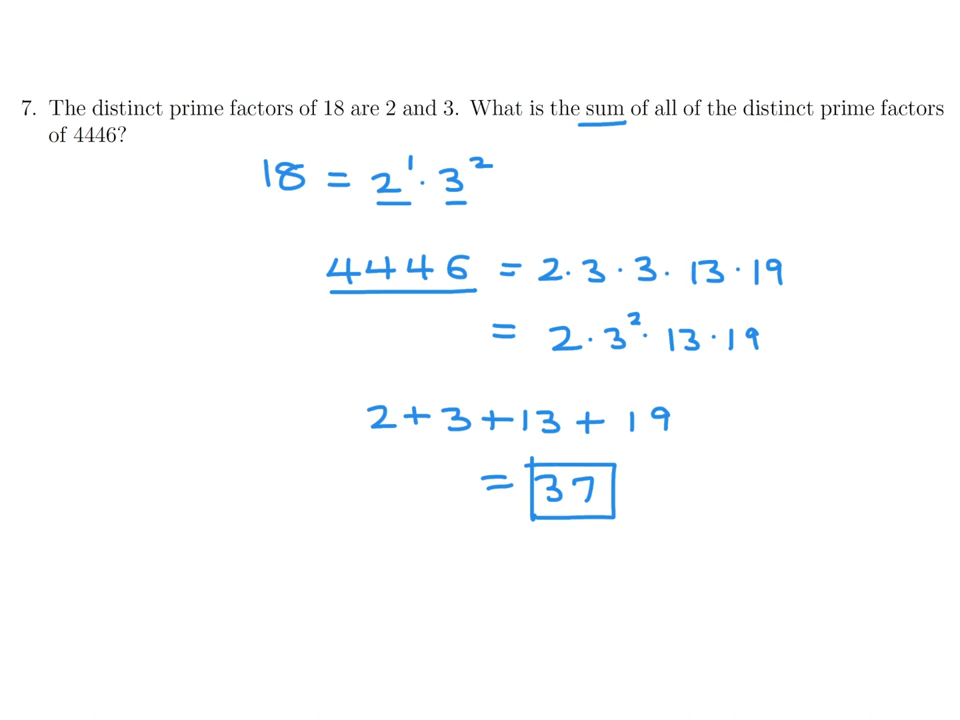 7. The distinct prime factors of 18 are 2 and 3. What is the sum of all of the distinct prime factors
of 4446?
18 = 2¹ · 3²
4446 = 2 · 3 · 3 · 13 · 19
= 2 · 3² · 13 · 19
2 + 3 + 13 + 19
= 37